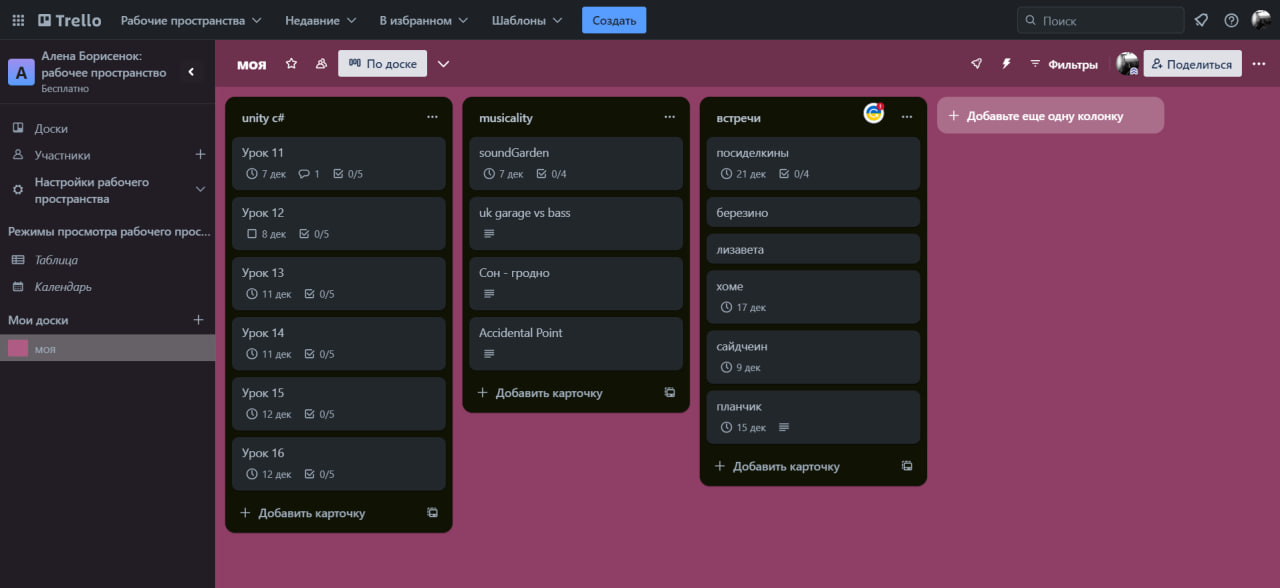 Trello
Рабочие пространства
Недавние
В избранном
Шаблоны
Создать
Поиск
А
Алена Борисенок:
рабочее пространство
Бесплатно
Доски
Участники
Настройки рабочего
пространства
Режимы просмотра рабочего прос...
Таблица
Календарь
Мои доски
моя
моя
По доске
Фильтры
Поделиться
unity c#
Урок 11
7 дек 1 0/5
Урок 12
8 дек 0/5
Урок 13
11 дек 0/5
Урок 14
11 дек 0/5
Урок 15
12 дек 0/5
Урок 16
12 дек 0/5
Добавить карточку
musicality
soundGarden
7 дек 0/4
uk garage vs bass
Сон - гродно
Accidental Point
Добавить карточку
встречи
посиделкины
21 дек 0/4
березино
лизавета
хоме
17 дек
сайдчеин
9 дек
планчик
15 дек
Добавить карточку
Добавьте еще одну колонку